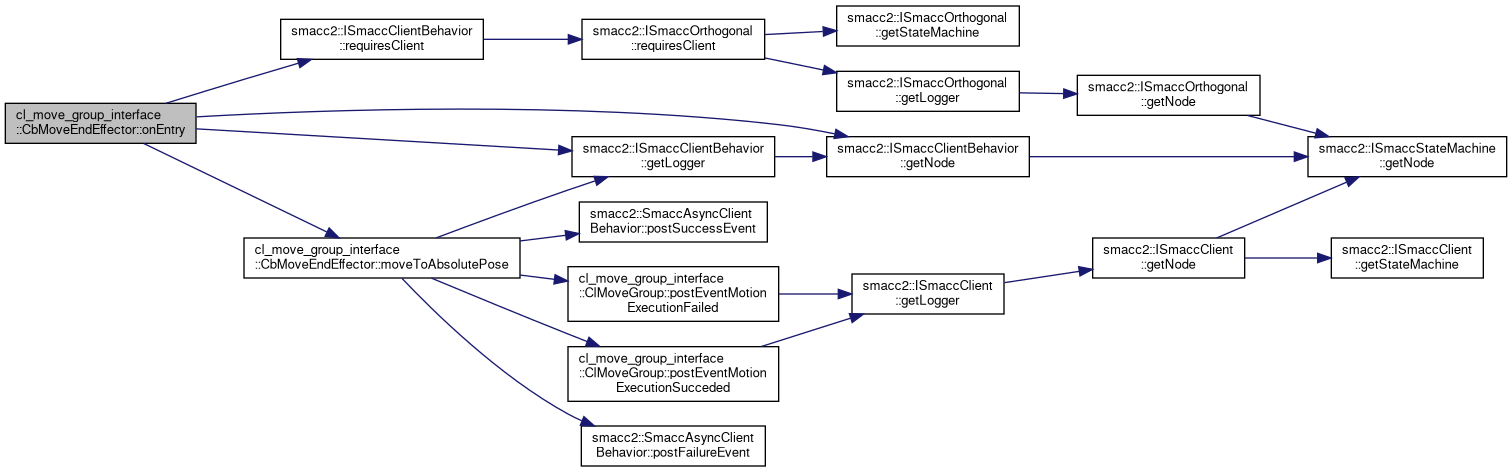 cl_move_group_interface
::CbMoveEndEffector::onEntry
smacc2::ISmaccClientBehavior
::requiresClient
smacc2::ISmaccOrthogonal
::requiresClient
smacc2::ISmaccOrthogonal
::getStateMachine
smacc2::ISmaccOrthogonal
::getLogger
smacc2::ISmaccOrthogonal
::getNode
smacc2::ISmaccStateMachine
::getNode
smacc2::ISmaccClientBehavior
::getLogger
smacc2::ISmaccClientBehavior
::getNode
cl_move_group_interface
::CbMoveEndEffector::moveToAbsolutePose
smacc2::SmaccAsyncClient
Behavior::postSuccessEvent
cl_move_group_interface
::ClMoveGroup::postEventMotion
ExecutionFailed
smacc2::ISmaccClient
::getLogger
smacc2::ISmaccClient
::getNode
smacc2::ISmaccClient
::getStateMachine
cl_move_group_interface
::ClMoveGroup::postEventMotion
ExecutionSucceded
smacc2::SmaccAsyncClient
Behavior::postFailureEvent